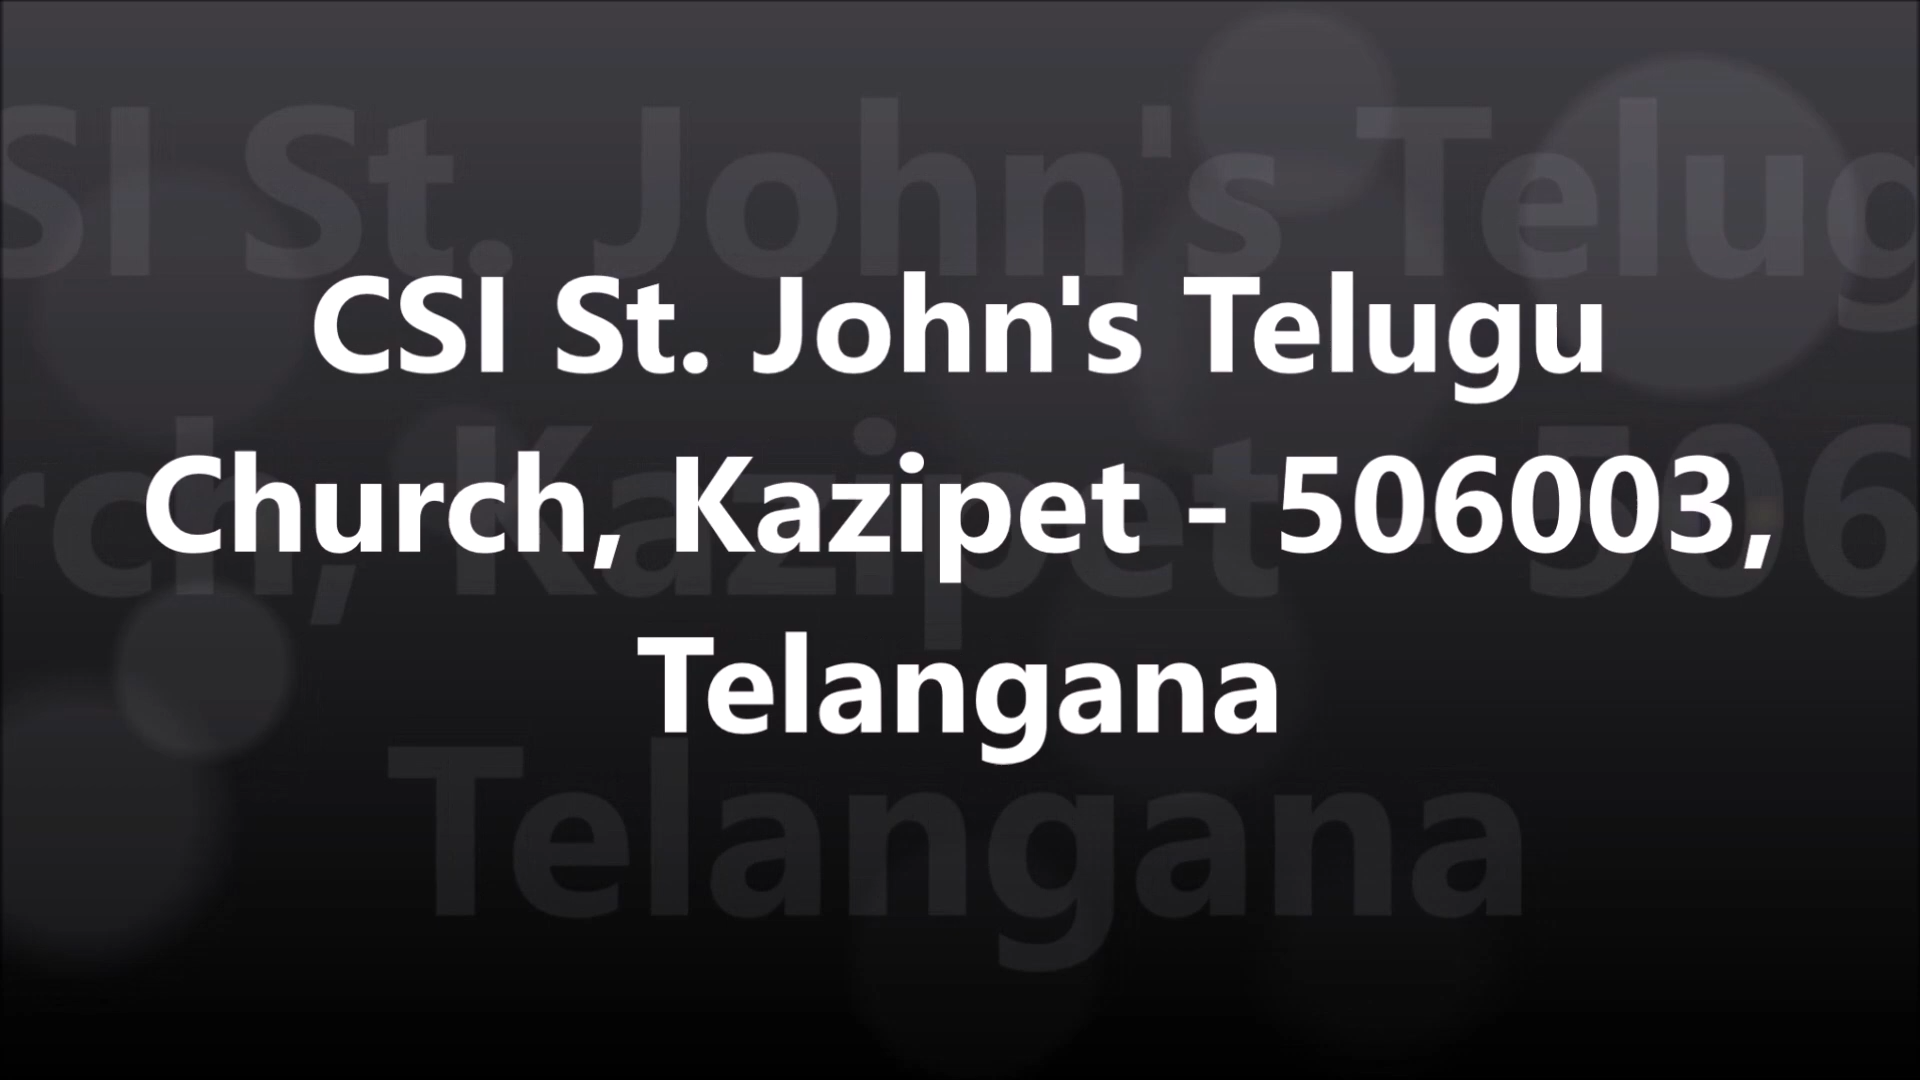 CSI St. John's Telugu
Church, Kazipet - 506003,
Telangana